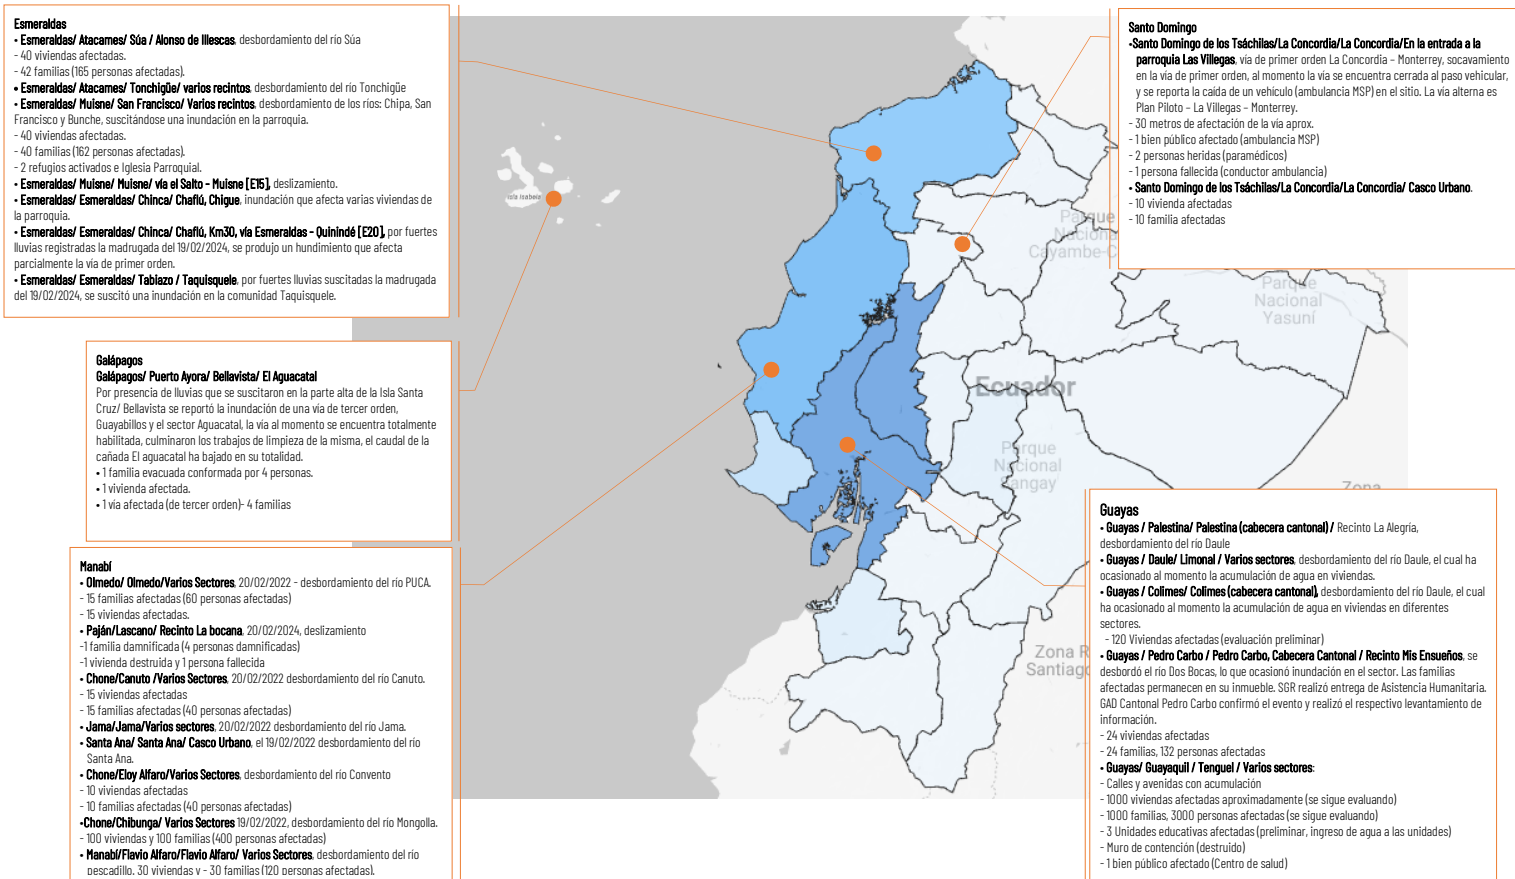 Esmeraldas
• Esmeraldas/ Atacames/ Súa / Alonso de Illescas, desbordamiento del río Súa
- 40 viviendas afectadas.
- 42 familias (165 personas afectadas).
• Esmeraldas/ Atacames/ Tonchigüe/ varios recintos, desbordamiento del río Tonchigüe
• Esmeraldas/ Muisne/ San Francisco/ Varios recintos, desbordamiento de los ríos: Chipa, San
Francisco y Bunche, suscitándose una inundación en la parroquia.
- 40 viviendas afectadas.
- 40 familias (162 personas afectadas).
- 2 refugios activados e Iglesia Parroquial.
• Esmeraldas/ Muisne/ Muisne/ vía el Salto - Muisne [E15], deslizamiento.
• Esmeraldas/ Esmeraldas/ Chinca/ Chafiú, Chigue, inundación que afecta varias viviendas de
la parroquia.
• Esmeraldas/ Esmeraldas/ Chinca/ Chafiú, Km30, vía Esmeraldas - Quinindé [E20], por fuertes
lluvias registradas la madrugada del 19/02/2024, se produjo un hundimiento que afecta
parcialmente la vía de primer orden.
• Esmeraldas/ Esmeraldas/ Tabiazo / Taquisquele, por fuertes lluvias suscitadas la madrugada
del 19/02/2024, se suscitó una inundación en la comunidad Taquisquele.
Galápagos
Galápagos/ Puerto Ayora/ Bellavista/ El Aguacatal
Por presencia de lluvias que se suscitaron en la parte alta de la Isla Santa
Cruz/ Bellavista se reportó la inundación de una vía de tercer orden,
Guayabillos y el sector Aguacatal, la vía al momento se encuentra totalmente
habilitada, culminaron los trabajos de limpieza de la misma, el caudal de la
cañada El aguacatal ha bajado en su totalidad.
• 1 familia evacuada conformada por 4 personas.
• 1 vivienda afectada.
• 1 vía afectada (de tercer orden)- 4 familias
Manabí
• Olmedo/ Olmedo/Varios Sectores, 20/02/2022 - desbordamiento del río PUCA.
- 15 familias afectadas (60 personas afectadas)
- 15 viviendas afectadas.
• Paján/Lascano/ Recinto La bocana, 20/02/2024, deslizamiento
-1 familia damnificada (4 personas damnificadas)
-1 vivienda destruida y 1 persona fallecida
• Chone/Canuto /Varios Sectores, 20/02/2022 desbordamiento del río Canuto.
- 15 viviendas afectadas
- 15 familias afectadas (40 personas afectadas)
• Jama/Jama/Varios sectores, 20/02/2022 desbordamiento del río Jama.
• Santa Ana/ Santa Ana/ Casco Urbano, el 19/02/2022 desbordamiento del río
Santa Ana.
• Chone/Eloy Alfaro/Varios Sectores, desbordamiento del río Convento
- 10 viviendas afectadas
- 10 familias afectadas (40 personas afectadas)
•Chone/Chibunga/ Varios Sectores 19/02/2022, desbordamiento del río Mongolla.
- 100 viviendas y 100 familias (400 personas afectadas)
• Manabí/Flavio Alfaro/Flavio Alfaro/ Varios Sectores, desbordamiento del río
pescadillo. 30 viviendas y - 30 familias (120 personas afectadas).
Isla Isabela
Parque
Nacional
Cayambe-C
Parque
Nacional
Yasuní
Ecuador
Parque
Nacional
Sangay
Zona
Zona R
Santiago
Santo Domingo
•Santo Domingo de los Tsáchilas/La Concordia/La Concordia/En la entrada a la
parroquia Las Villegas, vía de primer orden La Concordia – Monterrey, socavamiento
en la vía de primer orden, al momento la vía se encuentra cerrada al paso vehicular,
y se reporta la caída de un vehículo (ambulancia MSP) en el sitio. La vía alterna es
Plan Piloto – La Villegas – Monterrey.
- 30 metros de afectación de la vía aprox.
- 1 bien público afectado (ambulancia MSP)
- 2 personas heridas (paramédicos)
- 1 persona fallecida (conductor ambulancia)
• Santo Domingo de los Tsáchilas/La Concordia/La Concordia/ Casco Urbano.
- 10 vivienda afectadas
- 10 familia afectadas
Guayas
• Guayas / Palestina/ Palestina (cabecera cantonal) / Recinto La Alegría,
desbordamiento del río Daule
• Guayas / Daule/ Limonal / Varios sectores, desbordamiento del río Daule, el cual ha
ocasionado al momento la acumulación de agua en viviendas.
• Guayas / Colimes/ Colimes (cabecera cantonal), desbordamiento del río Daule, el cual
ha ocasionado al momento la acumulación de agua en viviendas en diferentes
sectores.
- 120 Viviendas afectadas (evaluación preliminar)
• Guayas / Pedro Carbo / Pedro Carbo, Cabecera Cantonal / Recinto Mis Ensueños, se
desbordó el río Dos Bocas, lo que ocasionó inundación en el sector. Las familias
afectadas permanecen en su inmueble. SGR realizó entrega de Asistencia Humanitaria.
GAD Cantonal Pedro Carbo confirmó el evento y realizó el respectivo levantamiento de
información.
- 24 viviendas afectadas
- 24 familias, 132 personas afectadas
• Guayas/ Guayaquil / Tenguel / Varios sectores:
- Calles y avenidas con acumulación
- 1000 viviendas afectadas aproximadamente (se sigue evaluando)
- 1000 familias, 3000 personas afectadas (se sigue evaluando)
- 3 Unidades educativas afectadas (preliminar, ingreso de agua a las unidades)
- Muro de contención (destruido)
- 1 bien público afectado (Centro de salud)